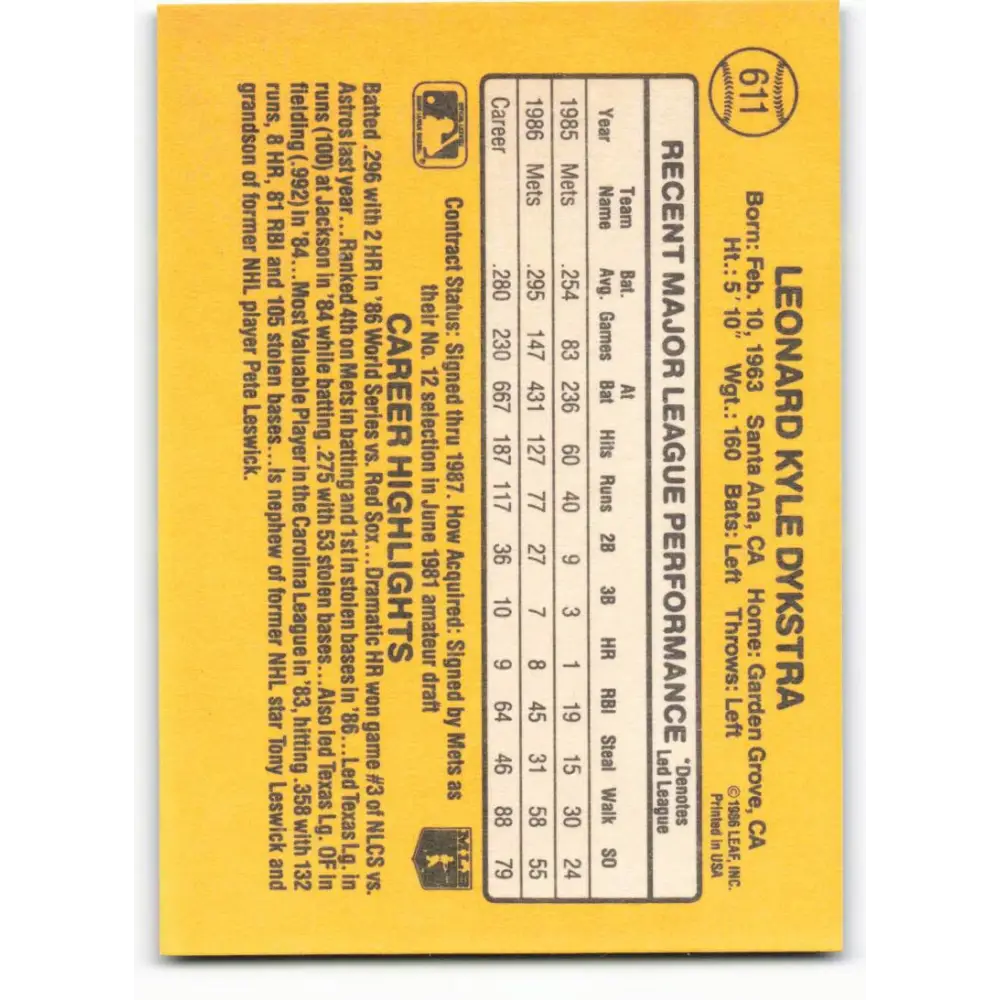 611
LEONARD KYLE DYKSTRA
Born: Feb. 10, 1963 Santa Ana, CA Home: Garden Grove, CA
Ht.: 5' 10" Wgt.: 160 Bats: Left Throws: Left
©1986 LEAF, INC.
Printed in USA
RECENT MAJOR LEAGUE PERFORMANCE *Denotes Led League
Year Team Name Bat. Avg. Games At Bat Hits Runs 2B 3B HR RBI Steal Walk SO
1985 Mets .254 83 236 60 40 9 3 1 19 15 30 24
1986 Mets .295 147 431 127 77 27 7 8 45 31 58 55
Career .280 230 667 187 117 36 10 9 64 46 88 79
Contract Status: Signed thru 1987. How Acquired: Signed by Mets as
their No. 12 selection in June 1981 amateur draft
MLB
CAREER HIGHLIGHTS
Batted .296 with 2 HR in '86 World Series vs. Red Sox...Dramatic HR won game #3 of NLCS vs.
Astros last year...Ranked 4th on Mets in batting and 1st in stolen bases in '86...Led Texas Lg. in
runs (100) at Jackson in '84 while batting .275 with 53 stolen bases...Also led Texas Lg. OF in
fielding (.992) in '84...Most Valuable Player in the Carolina League in '83, hitting .358 with 132
runs, 8 HR, 81 RBI and 105 stolen bases...Is nephew of former NHL star Tony Leswick and
grandson of former NHL player Pete Leswick.